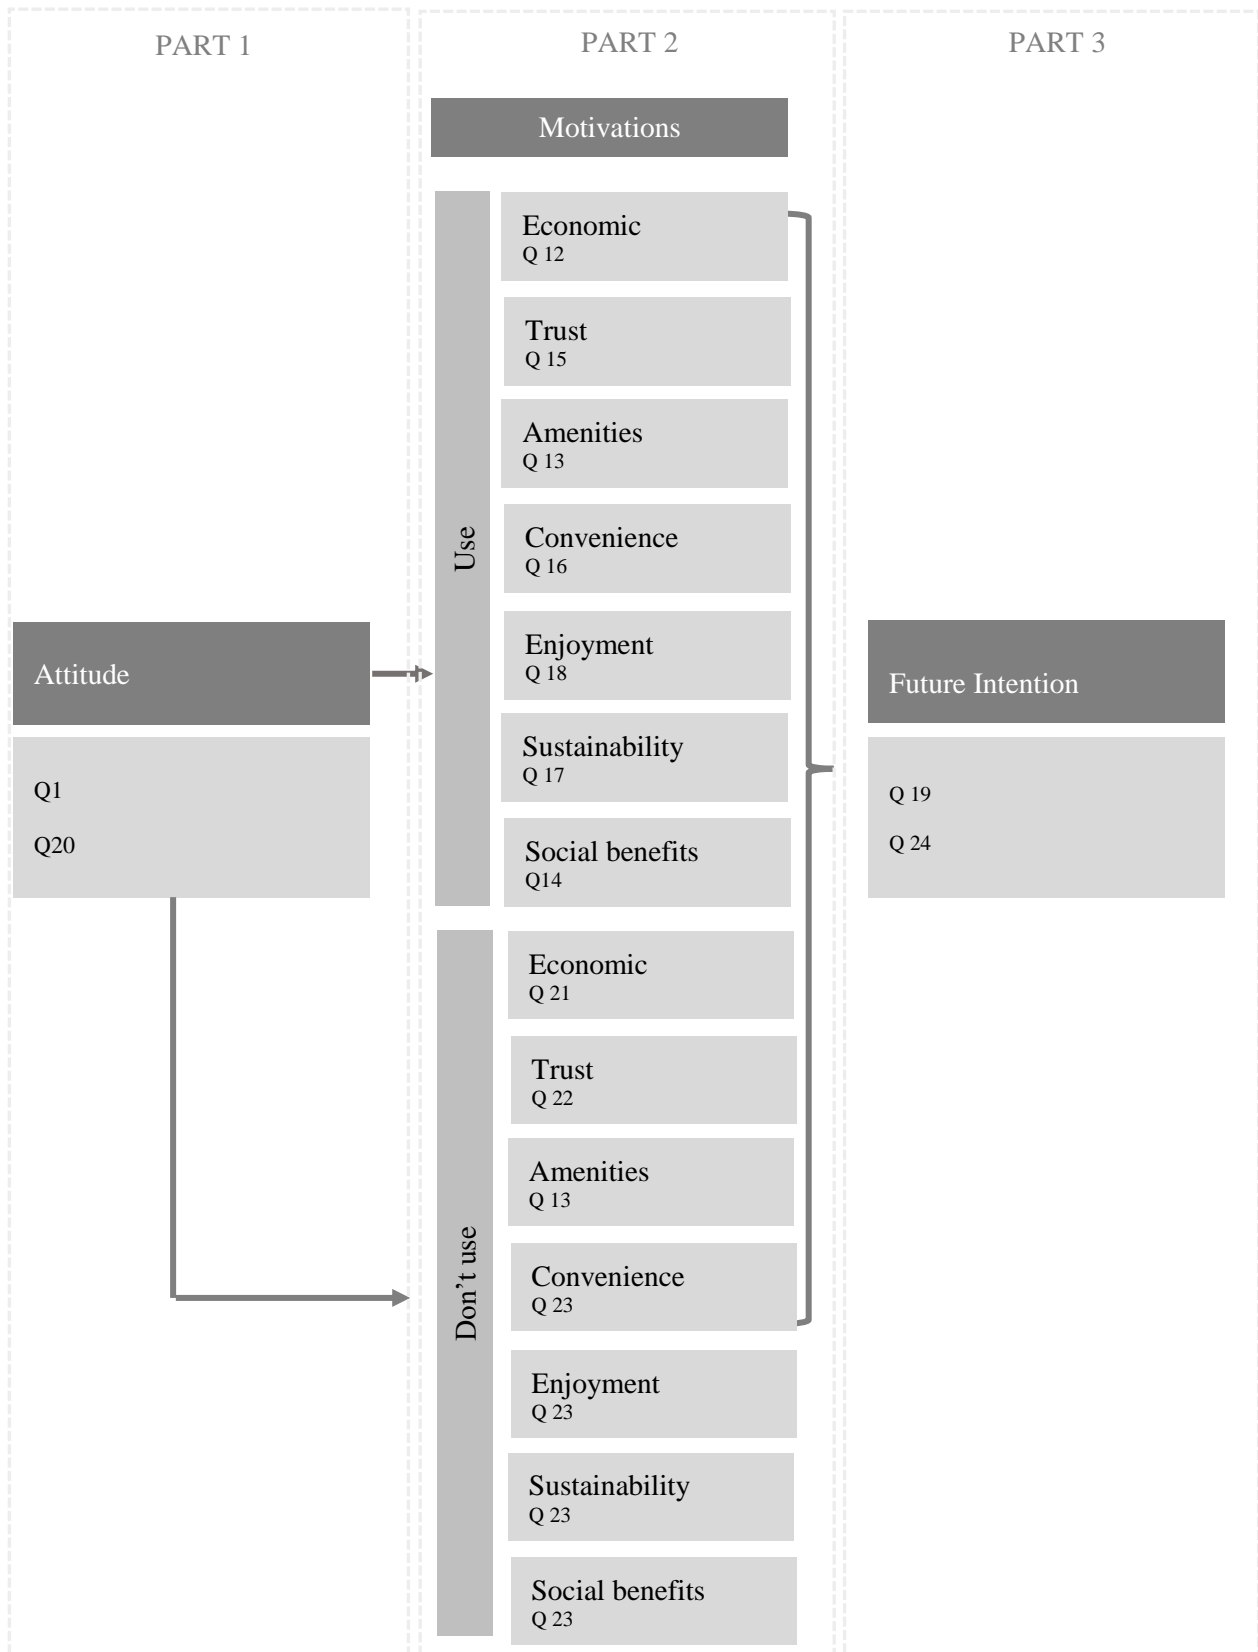 PART 1
PART 2
PART 3
Motivations
Use
Economic
Q 12
Trust
Q 15
Amenities
Q 13
Convenience
Q 16
Enjoyment
Q 18
Sustainability
Q 17
Social benefits
Q14
Attitude
Q1
Q20
Future Intention
Q 19
Q 24
Don't use
Economic
Q 21
Trust
Q 22
Amenities
Q 13
Convenience
Q 23
Enjoyment
Q 23
Sustainability
Q 23
Social benefits
Q 23